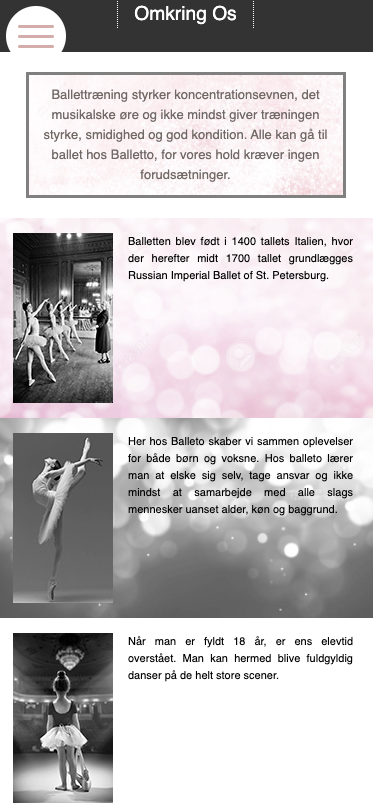 Omkring Os
Ballettræning styrker koncentrationsevnen, det
musikalske øre og ikke mindst giver træningen
styrke, smidighed og god kondition. Alle kan gå til
ballet hos Balletto, for vores hold kræver ingen
forudsætninger.
Balletten blev født i 1400 tallets Italien, hvor
der herefter midt 1700 tallet grundlægges
Russian Imperial Ballet of St. Petersburg.
Her hos Balleto skaber vi sammen oplevelser
for både børn og voksne. Hos balleto lærer
man at elske sig selv, tage ansvar og ikke
mindst at samarbejde med alle slags
mennesker uanset alder, køn og baggrund.
Når man er fyldt 18 år, er ens elevtid
overstået. Man kan hermed blive fuldgyldig
danser på de helt store scener.